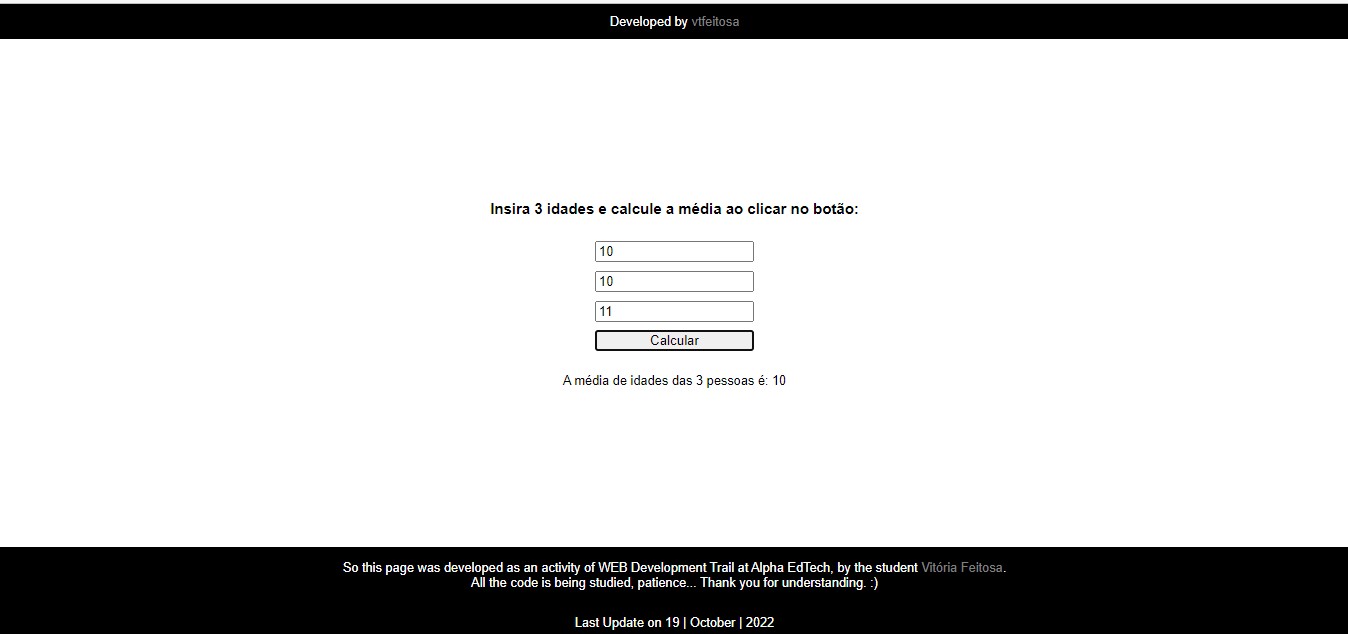 Developed by vtfeitosa
Insira 3 idades e calcule a média ao clicar no botão:
10
10
11
Calcular
A média de idades das 3 pessoas é: 10
So this page was developed as an activity of WEB Development Trail at Alpha EdTech, by the student Vitória Feitosa.
All the code is being studied, patience... Thank you for understanding. :)
Last Update on 19 | October | 2022